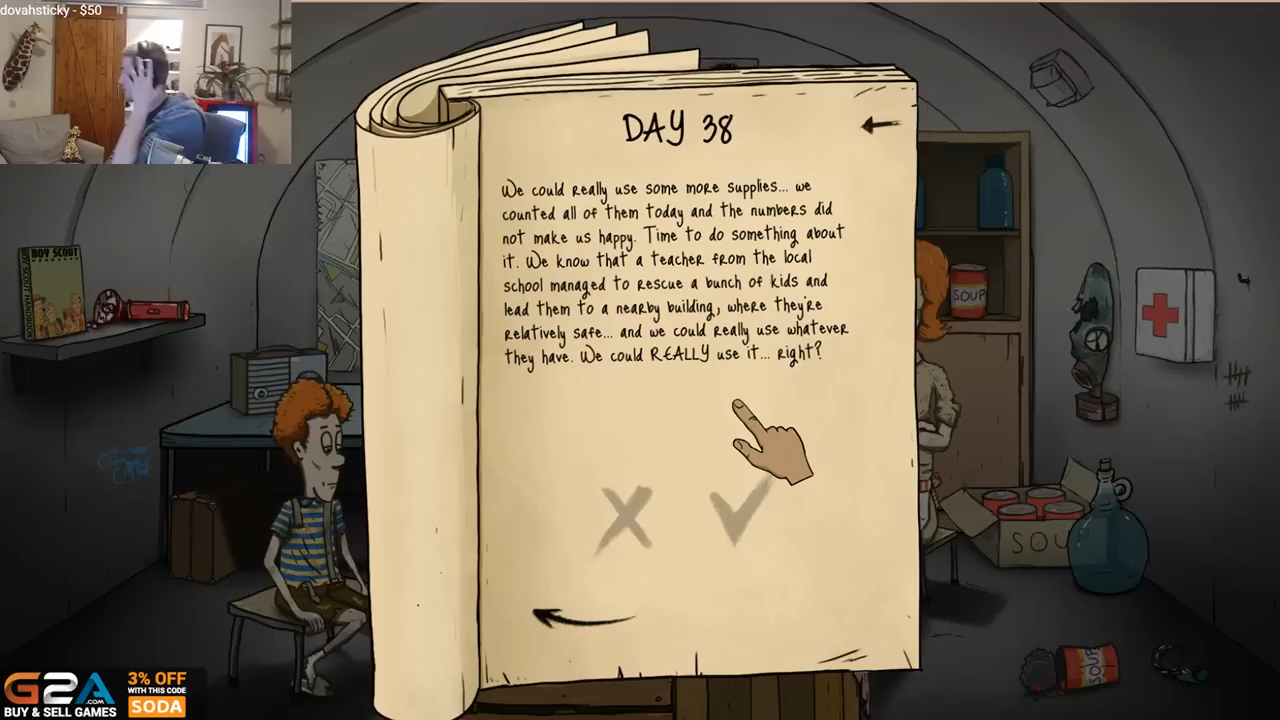 dovahsticky - $50
DAY 38
We could really use some more supplies... we
counted all of them today and the numbers did
not make us happy. Time to do something about
it. We know that a teacher from the local
school managed to rescue a bunch of kids and
lead them to a nearby building, where they're
relatively safe... and we could really use whatever
they have. We could REALLY use it... right?
BOY SCOUT
BOY SCOUT HANDBOOK
SOUP
SOU
SOUP
G2A
.COM
BUY & SELL GAMES
3% OFF
WITH THIS CODE
SODA